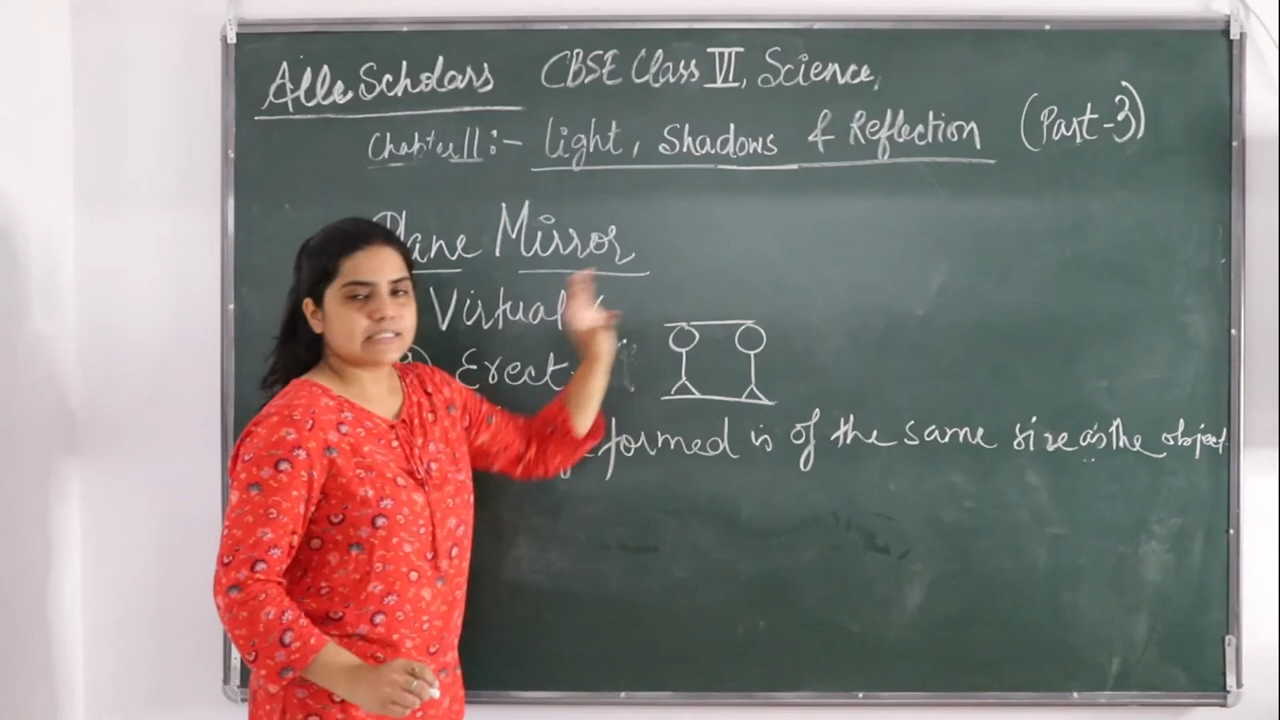 Alle Scholars CBSE Class VI, Science,
Chapter 11:- Light, Shadows & Reflection (Part-3)
Plane Mirror
Virtual
Erect
formed is of the same size as the object